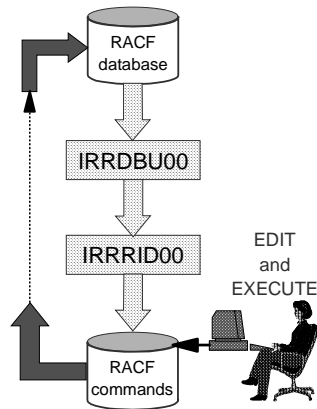 RACF
database
IRRDBU00
IRRRID00
EDIT
and
EXECUTE
RACF
commands